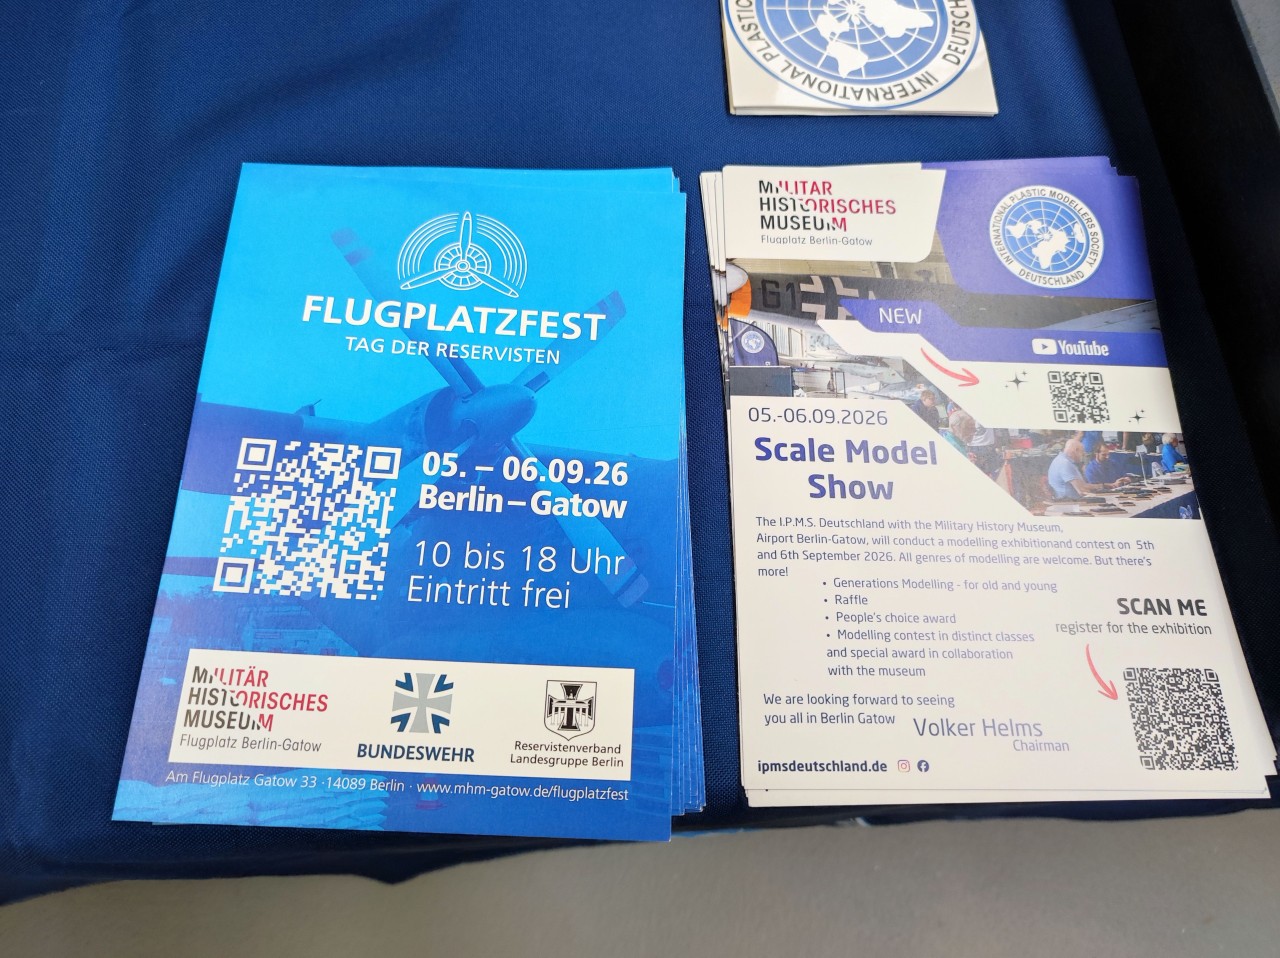 INTERNATIONAL PLASTIC
DEUTSCH
FLUGPLATZFEST
TAG DER RESERVISTEN
05. – 06.09.26
Berlin – Gatow
10 bis 18 Uhr
Eintritt frei
MILITÄR
HISTORISCHES
MUSEUM
Flugplatz Berlin-Gatow
BUNDESWEHR
Reservistenverband
Landesgruppe Berlin
Am Flugplatz Gatow 33 · 14089 Berlin · www.mhm-gatow.de/flugplatzfest
MILITÄR
HISTORISCHES
MUSEUM
Flugplatz Berlin-Gatow
INTERNATIONAL PLASTIC MODELLERS SOCIETY
DEUTSCHLAND
G1
NEW
YouTube
05.-06.09.2026
Scale Model
Show
The I.P.M.S. Deutschland with the Military History Museum,
Airport Berlin-Gatow, will conduct a modelling exhibitionand contest on 5th
and 6th September 2026. All genres of modelling are welcome. But there's
more!
• Generations Modelling - for old and young
• Raffle
• People's choice award
• Modelling contest in distinct classes
and special award in collaboration
with the museum
SCAN ME
register for the exhibition
We are looking forward to seeing
you all in Berlin Gatow
Volker Helms
Chairman
ipmsdeutschland.de